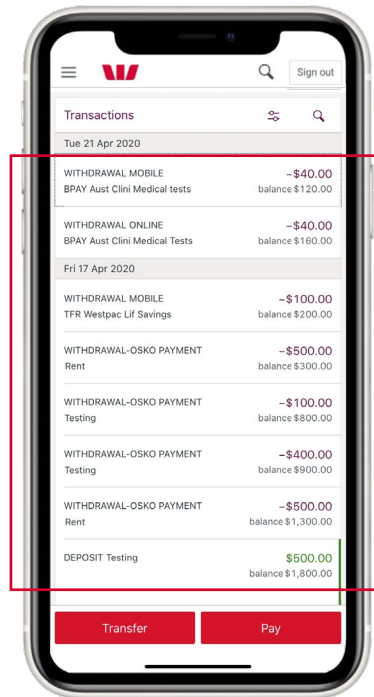 Sign out
Transactions
Tue 21 Apr 2020
WITHDRAWAL MOBILE -$40.00
BPAY Aust Clini Medical tests balance $120.00
WITHDRAWAL ONLINE -$40.00
BPAY Aust Clini Medical Tests balance $160.00
Fri 17 Apr 2020
WITHDRAWAL MOBILE -$100.00
TFR Westpac Lif Savings balance $200.00
WITHDRAWAL-OSKO PAYMENT -$500.00
Rent balance $300.00
WITHDRAWAL-OSKO PAYMENT -$100.00
Testing balance $800.00
WITHDRAWAL-OSKO PAYMENT -$400.00
Testing balance $900.00
WITHDRAWAL-OSKO PAYMENT -$500.00
Rent balance $1,300.00
DEPOSIT Testing $500.00
balance $1,800.00
Transfer Pay